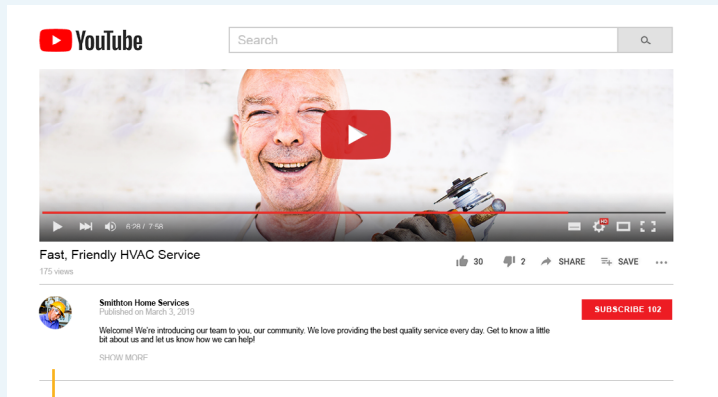 YouTube
Search
HD
6:28 / 7:58
Fast, Friendly HVAC Service
30 2 SHARE SAVE
175 views
Smithton Home Services
SUBSCRIBE 102
Published on March 3, 2019
Welcome! We're introducing our team to you, our community. We love providing the best quality service every day. Get to know a little
bit about us and let us know how we can help!
SHOW MORE